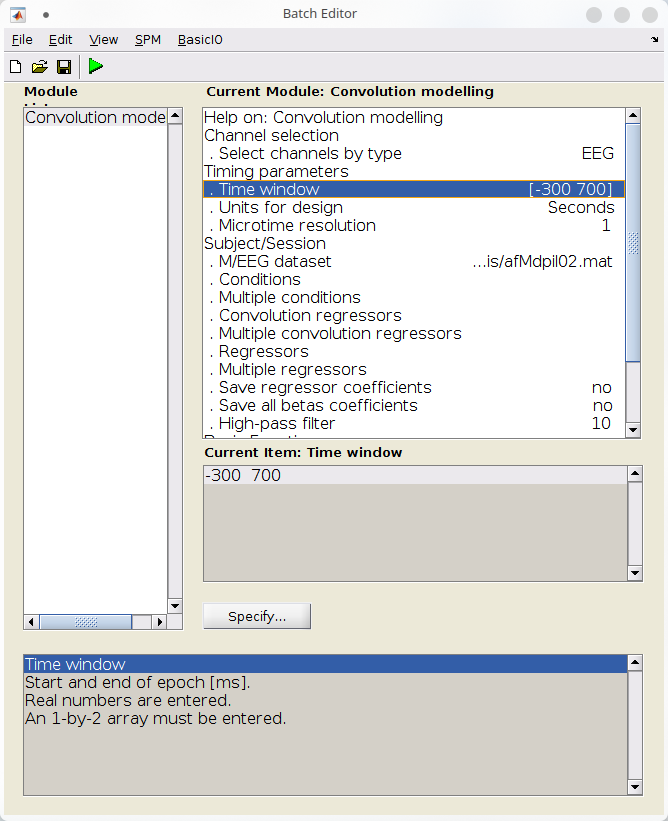 Batch Editor
File Edit View SPM BasicIO
Module
Current Module: Convolution modelling
Convolution mode
Help on: Convolution modelling
Channel selection
. Select channels by type EEG
Timing parameters
. Time window [-300 700]
. Units for design Seconds
. Microtime resolution 1
Subject/Session
. M/EEG dataset ...is/afMdpil02.mat
. Conditions
. Multiple conditions
. Convolution regressors
. Multiple convolution regressors
. Regressors
. Multiple regressors
. Save regressor coefficients no
. Save all betas coefficients no
. High-pass filter 10
Current Item: Time window
-300 700
Specify...
Time window
Start and end of epoch [ms].
Real numbers are entered.
An 1-by-2 array must be entered.